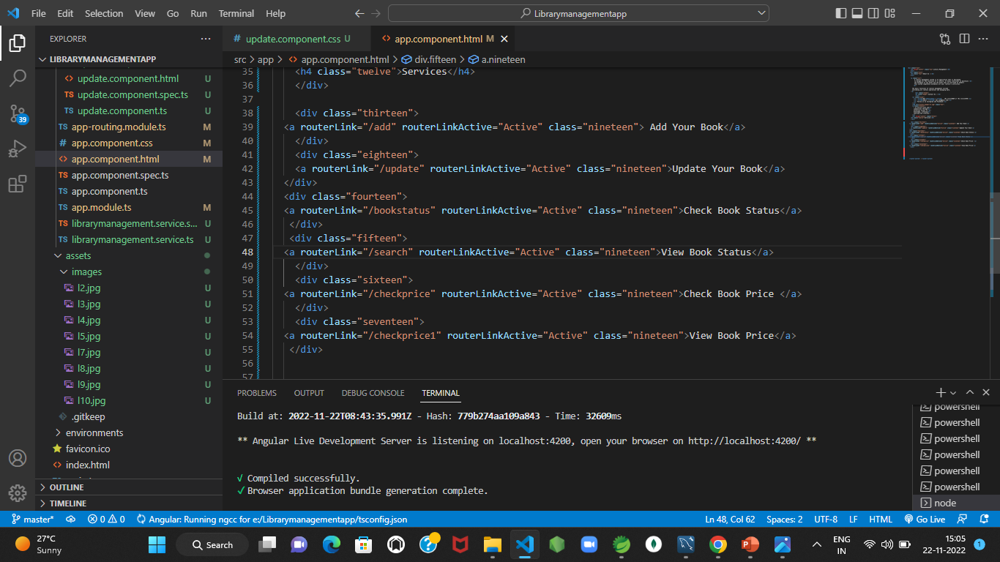 File Edit Selection View Go Run Terminal Help
Librarymanagementapp
EXPLORER
LIBRARYMANAGEMENTAPP
update.component.html U
TS update.component.spec.ts U
TS update.component.ts U
TS app-routing.module.ts M
# app.component.css M
<> app.component.html M
TS app.component.spec.ts
TS app.component.ts
TS app.module.ts M
TS librarymanagement.service.s... U
TS librarymanagement.service.ts U
assets
images
l2.jpg U
l3.jpg U
l4.jpg U
l5.jpg U
l7.jpg U
l8.jpg U
l9.jpg U
l10.jpg U
.gitkeep
environments
favicon.ico
<> index.html
OUTLINE
TIMELINE
39
# update.component.css U
<> app.component.html M
src > app > <> app.component.html > div.fifteen > a.nineteen
35 <h4 class="twelve">Services</h4>
36 </div>
37
38 <div class="thirteen">
39 <a routerLink="/add" routerLinkActive="Active" class="nineteen"> Add Your Book</a>
40 </div>
41 <div class="eighteen">
42 <a routerLink="/update" routerLinkActive="Active" class="nineteen">Update Your Book</a>
43 </div>
44 <div class="fourteen">
45 <a routerLink="/bookstatus" routerLinkActive="Active" class="nineteen">Check Book Status</a>
46 </div>
47 <div class="fifteen">
48 <a routerLink="/search" routerLinkActive="Active" class="nineteen">View Book Status</a>
49 </div>
50 <div class="sixteen">
51 <a routerLink="/checkprice" routerLinkActive="Active" class="nineteen">Check Book Price </a>
52 </div>
53 <div class="seventeen">
54 <a routerLink="/checkprice1" routerLinkActive="Active" class="nineteen">View Book Price</a>
55 </div>
56
57
PROBLEMS OUTPUT DEBUG CONSOLE TERMINAL
Build at: 2022-11-22T08:43:35.991Z - Hash: 779b274aa109a843 - Time: 32609ms
** Angular Live Development Server is listening on localhost:4200, open your browser on http://localhost:4200/ **
√ Compiled successfully.
√ Browser application bundle generation complete.
powershell
powershell
powershell
powershell
powershell
powershell
node
master* 0 0 Angular: Running ngcc for e:/Librarymanagementapp/tsconfig.json Ln 48, Col 62 Spaces: 2 UTF-8 LF HTML Go Live
27°C
Sunny
Search
ENG
IN
15:05
22-11-2022
1